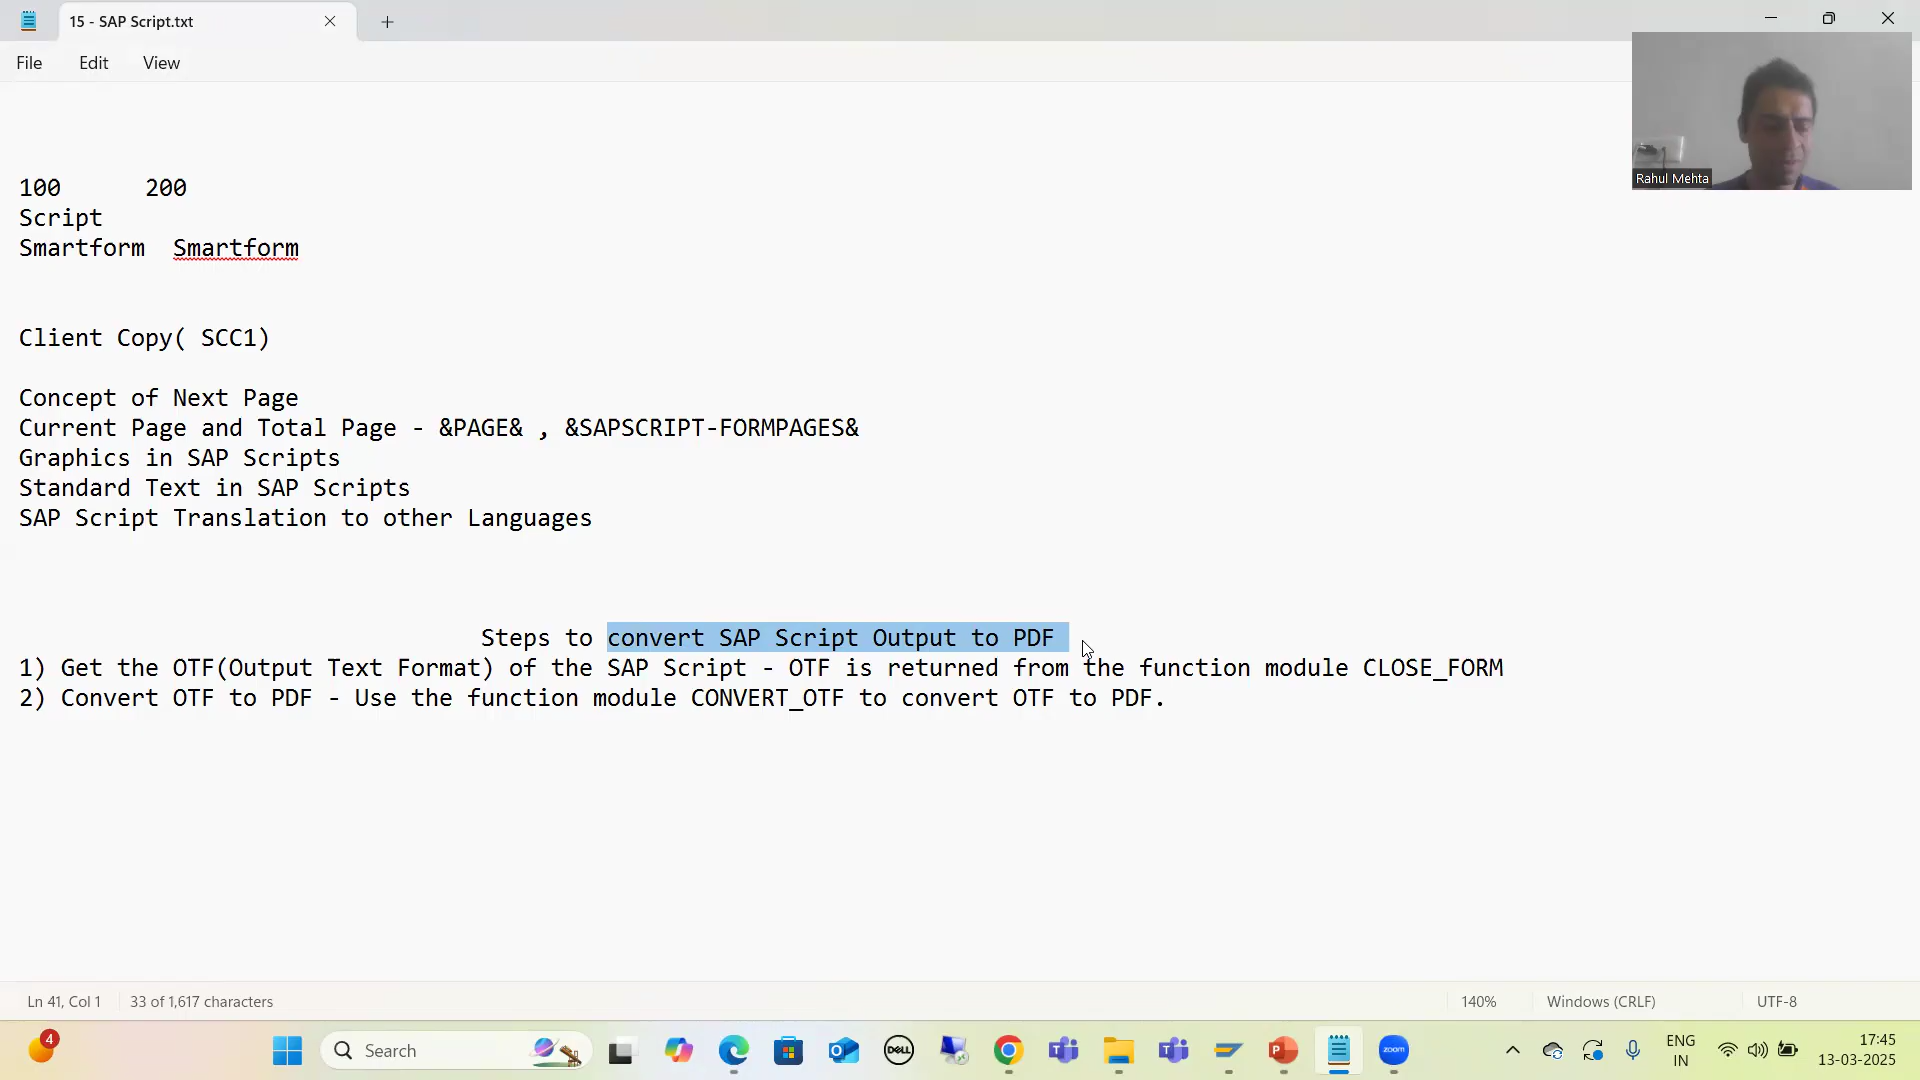 15 - SAP Script.txt
File Edit View
Rahul Mehta
100 200
Script
Smartform Smartform
Client Copy( SCC1)
Concept of Next Page
Current Page and Total Page - &PAGE& , &SAPSCRIPT-FORMPAGES&
Graphics in SAP Scripts
Standard Text in SAP Scripts
SAP Script Translation to other Languages
Steps to convert SAP Script Output to PDF
1) Get the OTF(Output Text Format) of the SAP Script - OTF is returned from the function module CLOSE_FORM
2) Convert OTF to PDF - Use the function module CONVERT_OTF to convert OTF to PDF.
Ln 41, Col 1 33 of 1,617 characters 140% Windows (CRLF) UTF-8
4 Search DELL zoom ENG 17:45
IN 13-03-2025